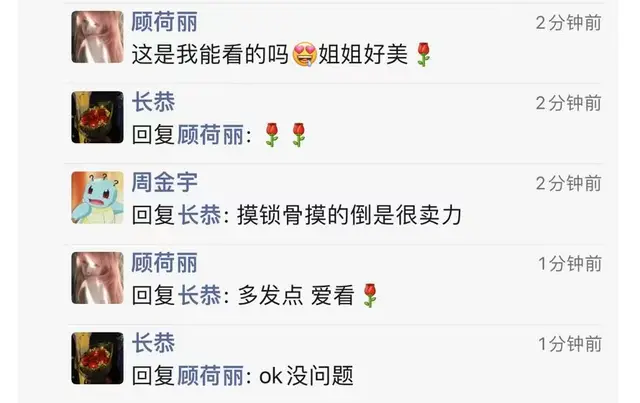 顾荷丽 2分钟前
这是我能看的吗🤩姐姐好美🌹
长恭 2分钟前
回复顾荷丽: 🌹🌹
周金宇 2分钟前
回复长恭: 摸锁骨摸的倒是很卖力
顾荷丽 1分钟前
回复长恭: 多发点 爱看🌹
长恭 1分钟前
回复顾荷丽: ok没问题